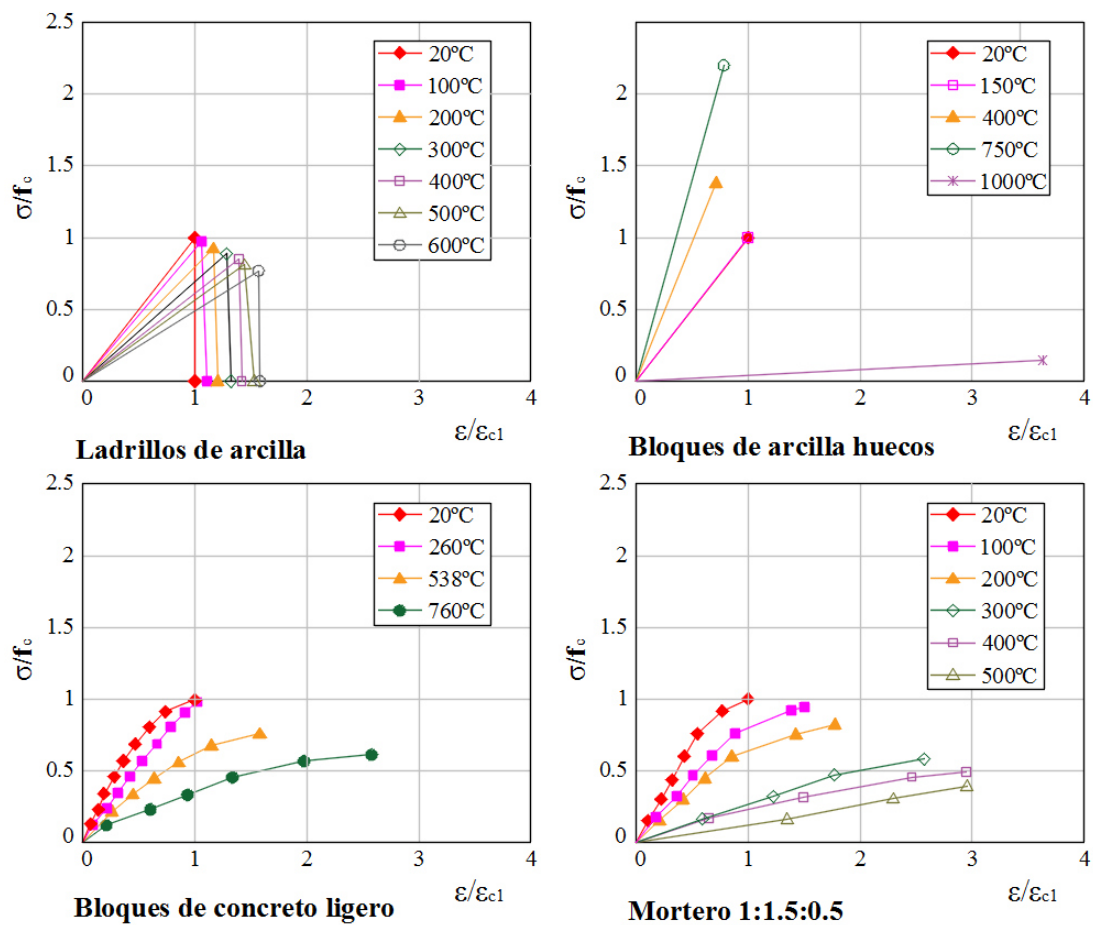 2.5
2
1.5
1
0.5
0
σ/fc
20ºC
100ºC
200ºC
300ºC
400ºC
500ºC
600ºC
0 1 2 3 4
ε/εc1
Ladrillos de arcilla
2.5
2
1.5
1
0.5
0
σ/fc
20ºC
150ºC
400ºC
750ºC
1000ºC
0 1 2 3 4
ε/εc1
Bloques de arcilla huecos
2.5
2
1.5
1
0.5
0
σ/fc
20ºC
260ºC
538ºC
760ºC
0 1 2 3 4
ε/εc1
Bloques de concreto ligero
2.5
2
1.5
1
0.5
0
σ/fc
20ºC
100ºC
200ºC
300ºC
400ºC
500ºC
0 1 2 3 4
ε/εc1
Mortero 1:1.5:0.5